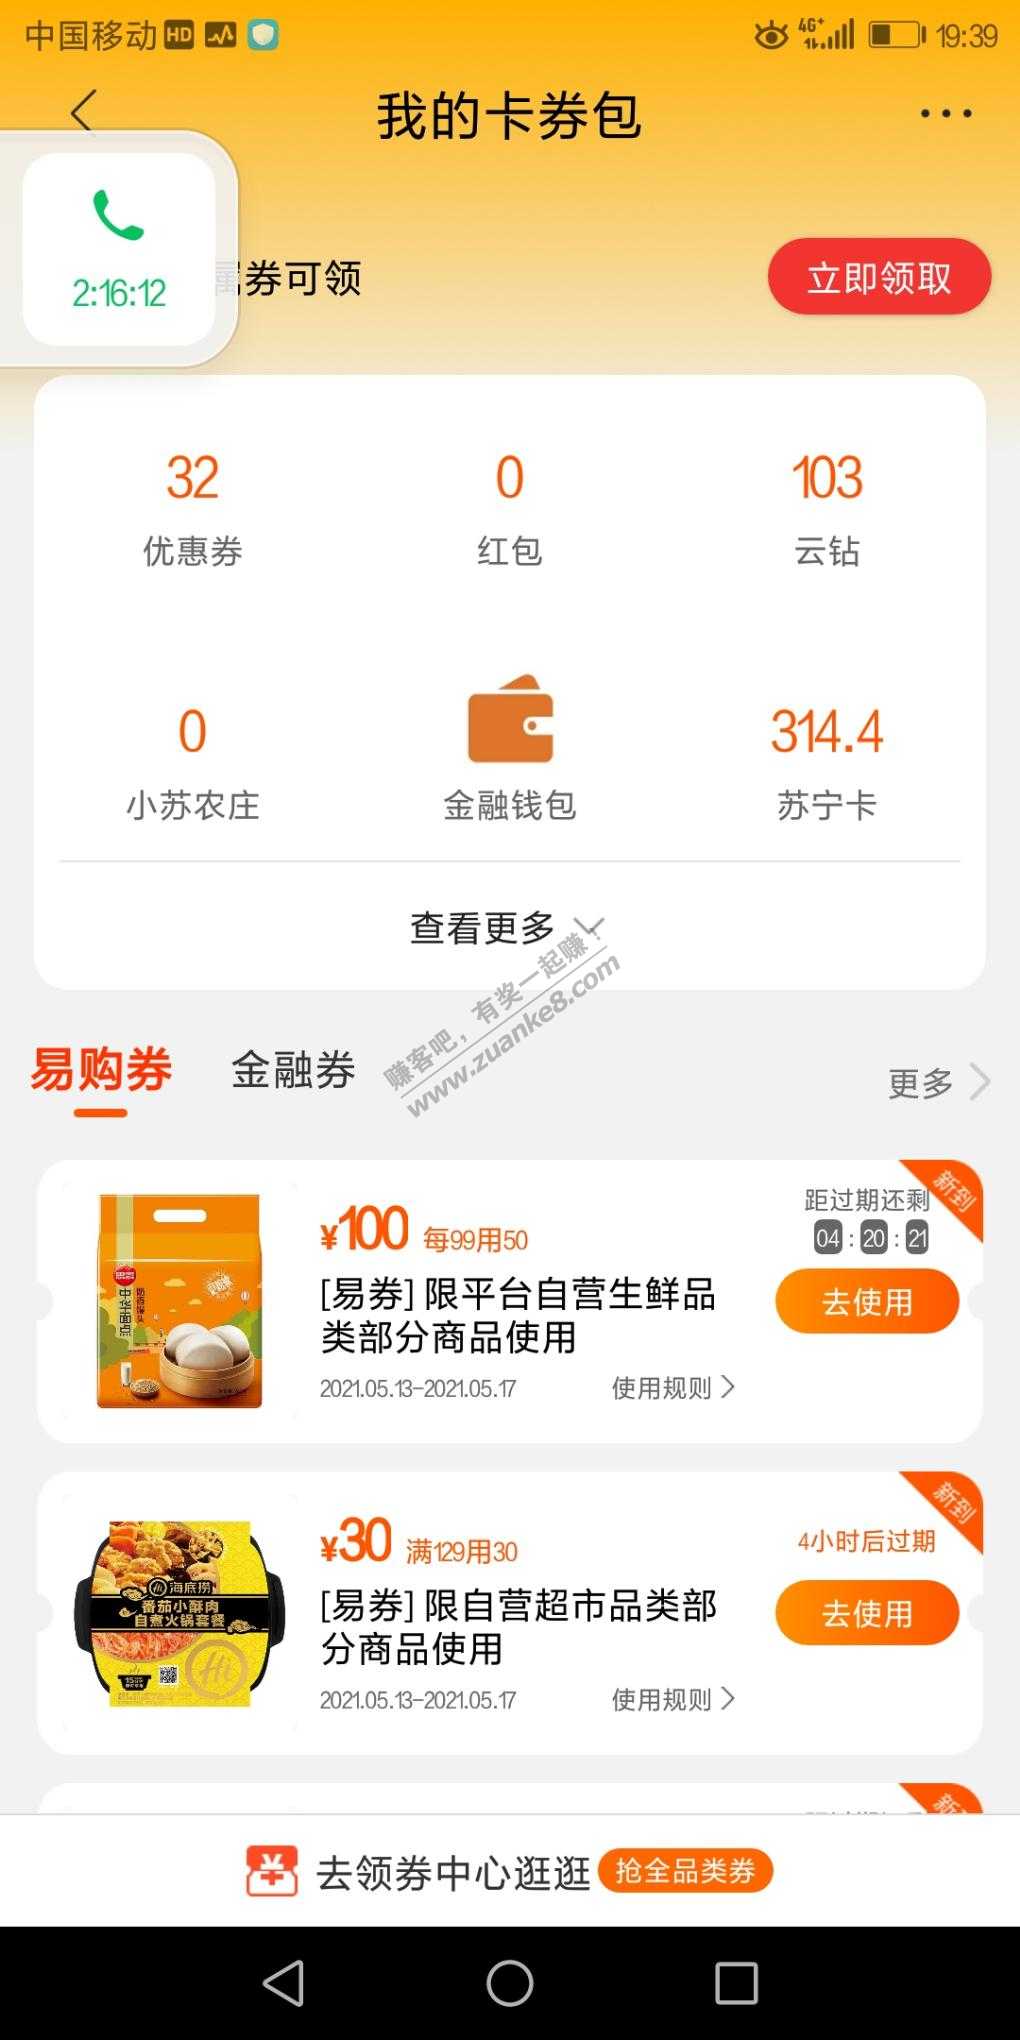 中国移动 HD 4G+ 19:39
我的卡券包
2:16:12
券可领
立即领取
32
0
103
优惠券
红包
云钻
0
314.4
小苏农庄
金融钱包
苏宁卡
查看更多
赚客吧，有奖一起赚！
www.zuanke8.com
易购券
金融券
更多
新到
距过期还剩
¥100 每99用50
04 : 20 : 21
[易券] 限平台自营生鲜品
类部分商品使用
去使用
2021.05.13-2021.05.17
使用规则
新到
¥30 满129用30
4小时后过期
[易券] 限自营超市品类部
分商品使用
去使用
2021.05.13-2021.05.17
使用规则
海底捞
番茄小酥肉
自煮火锅套餐
Hi
去领券中心逛逛
抢全品类券